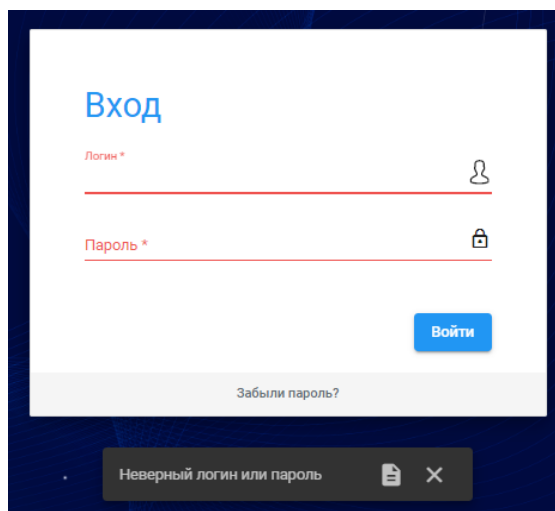 Вход
Логин *
Пароль *
Войти
Забыли пароль?
Неверный логин или пароль